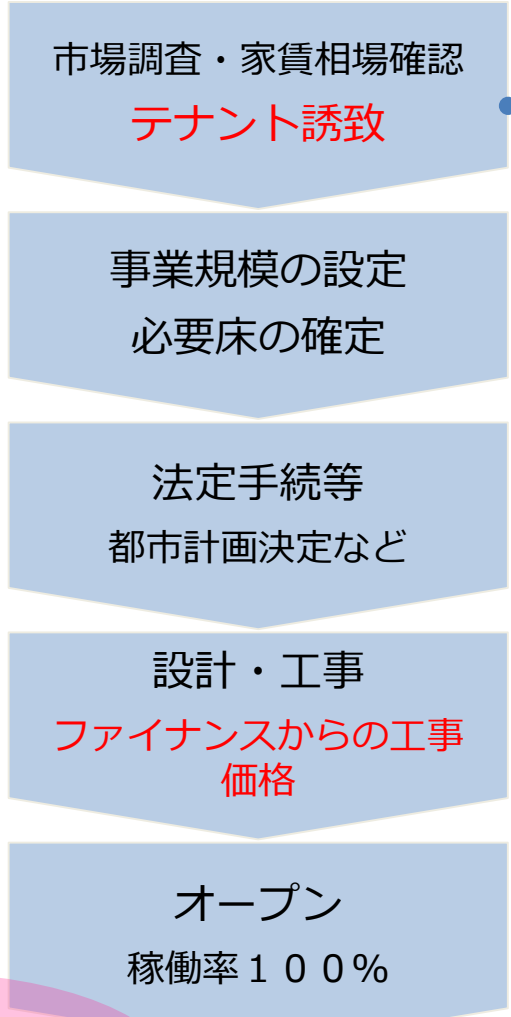 市場調査・家賃相場確認
テナント誘致
事業規模の設定
必要床の確定
法定手続等
都市計画決定など
設計・工事
ファイナンスからの工事
価格
オープン
稼働率１００%